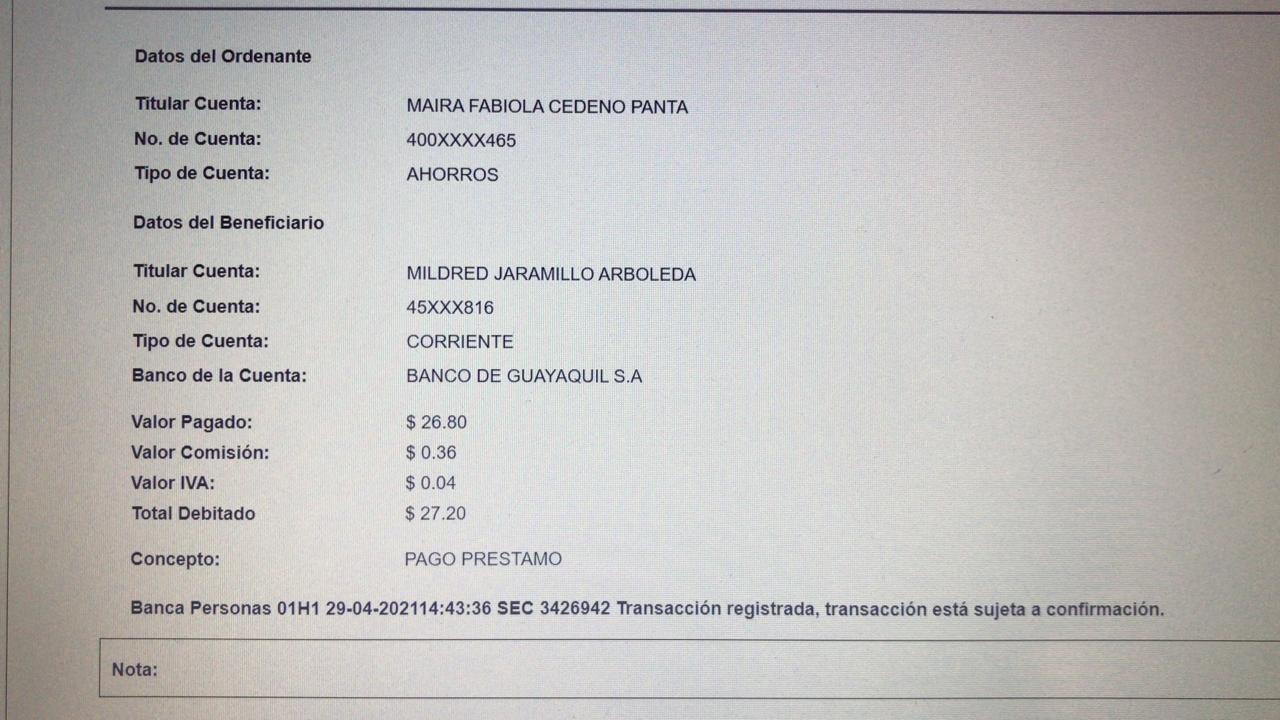 Datos del Ordenante
Titular Cuenta: MAIRA FABIOLA CEDENO PANTA
No. de Cuenta: 400XXXX465
Tipo de Cuenta: AHORROS
Datos del Beneficiario
Titular Cuenta: MILDRED JARAMILLO ARBOLEDA
No. de Cuenta: 45XXX816
Tipo de Cuenta: CORRIENTE
Banco de la Cuenta: BANCO DE GUAYAQUIL S.A
Valor Pagado: $ 26.80
Valor Comisión: $ 0.36
Valor IVA: $ 0.04
Total Debitado $ 27.20
Concepto: PAGO PRESTAMO
Banca Personas 01H1 29-04-202114:43:36 SEC 3426942 Transacción registrada, transacción está sujeta a confirmación.
Nota: